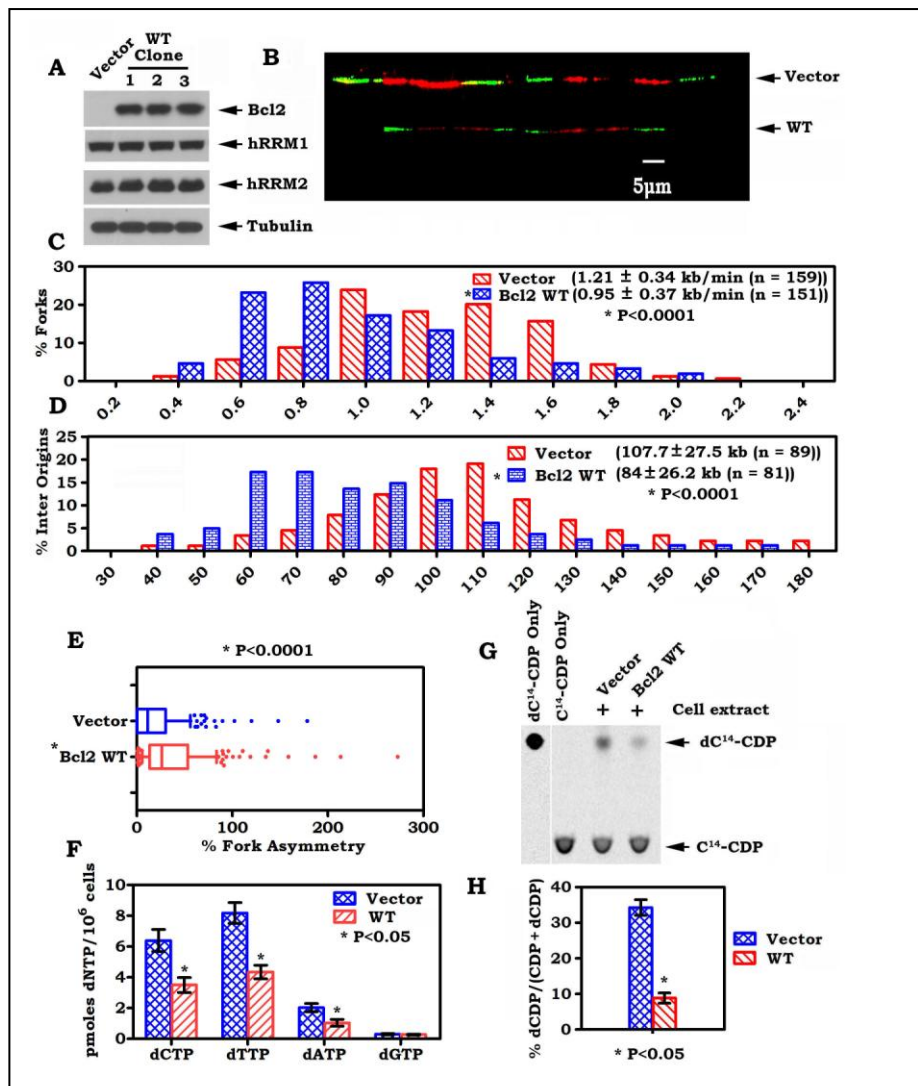 A
Vector
WT
Clone
1 2 3
Bcl2
hRRM1
hRRM2
Tubulin
B
Vector
WT
5µm
C
% Forks
30
20
10
0
Vector (1.21 ± 0.34 kb/min (n = 159))
* Bcl2 WT (0.95 ± 0.37 kb/min (n = 151))
* P<0.0001
0.2 0.4 0.6 0.8 1.0 1.2 1.4 1.6 1.8 2.0 2.2 2.4
D
% Inter Origins
25
20
15
10
5
0
Vector (107.7±27.5 kb (n = 89))
* Bcl2 WT (84±26.2 kb (n = 81))
* P<0.0001
30 40 50 60 70 80 90 100 110 120 130 140 150 160 170 180
E
* P<0.0001
Vector
*Bcl2 WT
0 100 200 300
% Fork Asymmetry
F
pmoles dNTP/10⁶ cells
10
8
6
4
2
0
Vector
WT
* P<0.05
* * *
dCTP dTTP dATP dGTP
G
dC¹⁴-CDP Only
C¹⁴-CDP Only
Vector
Bcl2 WT
+ + Cell extract
dC¹⁴-CDP
C¹⁴-CDP
H
% dCDP/(CDP+dCDP)
40
30
20
10
0
*
Vector
WT
* P<0.05